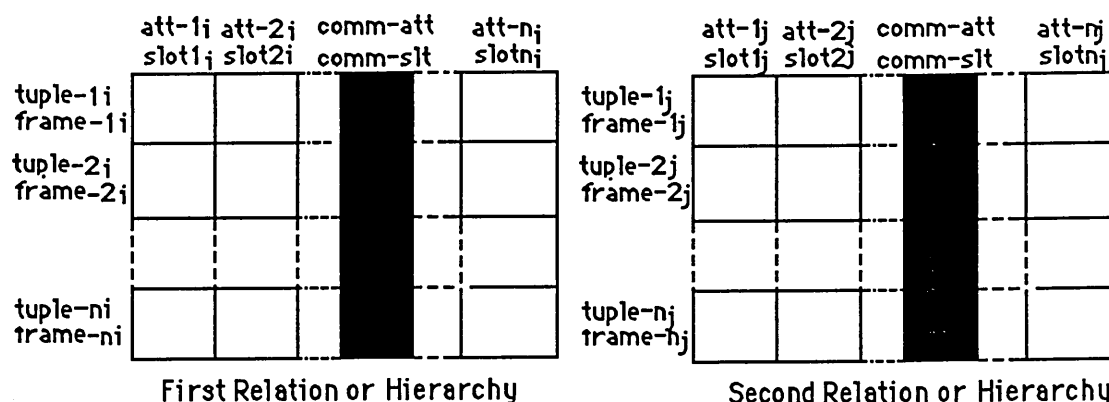 att-1i att-2i comm-att att-ni
slot1i slot2i comm-slt slotni
tuple-1i
frame-1i
tuple-2i
frame-2i
tuple-ni
frame-ni
First Relation or Hierarchy
att-1j att-2j comm-att att-nj
slot1j slot2j comm-slt slotnj
tuple-1j
frame-1j
tuple-2j
frame-2j
tuple-nj
frame-nj
Second Relation or Hierarchy